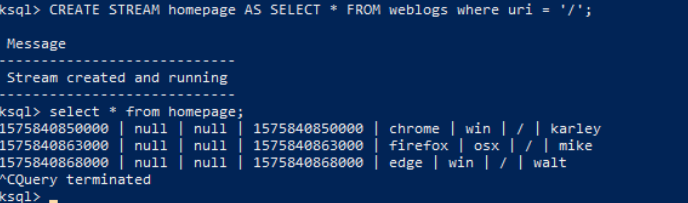 ksql> CREATE STREAM homepage AS SELECT * FROM weblogs where uri = '/';
Message
----------------------------
Stream created and running
----------------------------
ksql> select * from homepage;
1575840850000 | null | null | 1575840850000 | chrome | win | / | karley
1575840863000 | null | null | 1575840863000 | firefox | osx | / | mike
1575840868000 | null | null | 1575840868000 | edge | win | / | walt
^CQuery terminated
ksql>